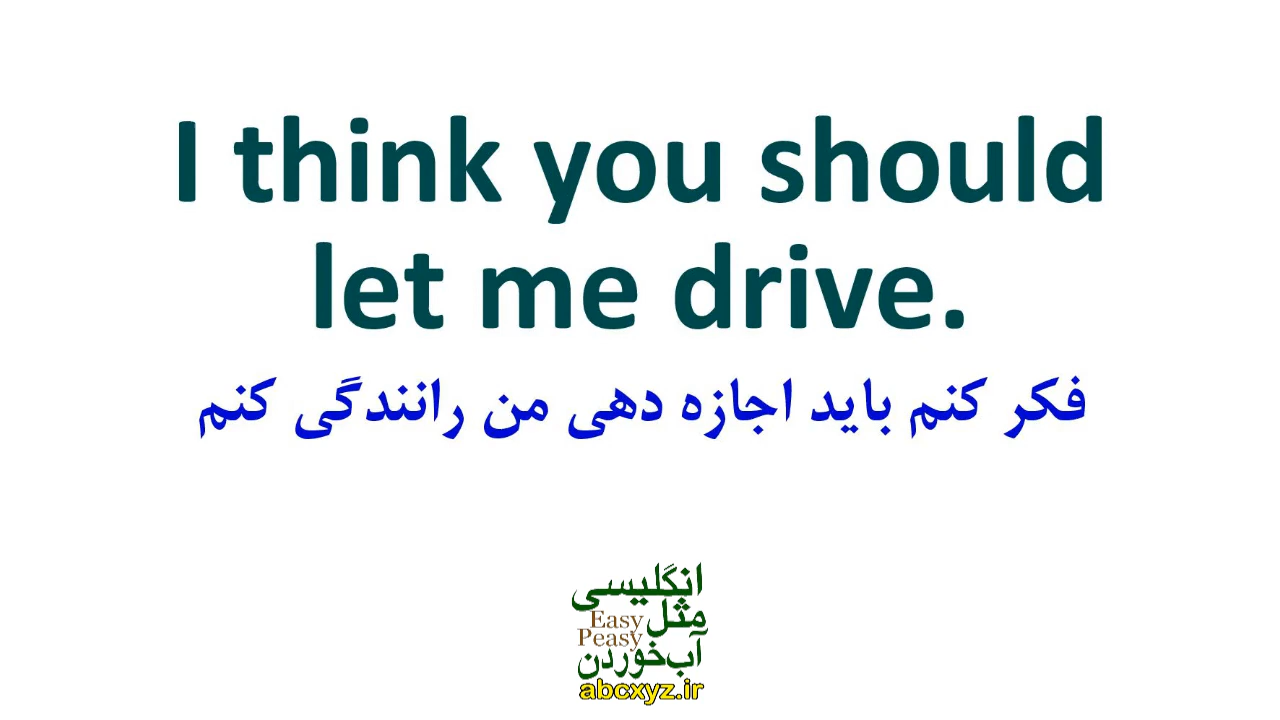 I think you should
let me drive.
فکر کنم باید اجازه دهی من رانندگی کنم
انگلیسی
مثل
Easy
Peasy
آب‌خوردن
abcxyz.ir